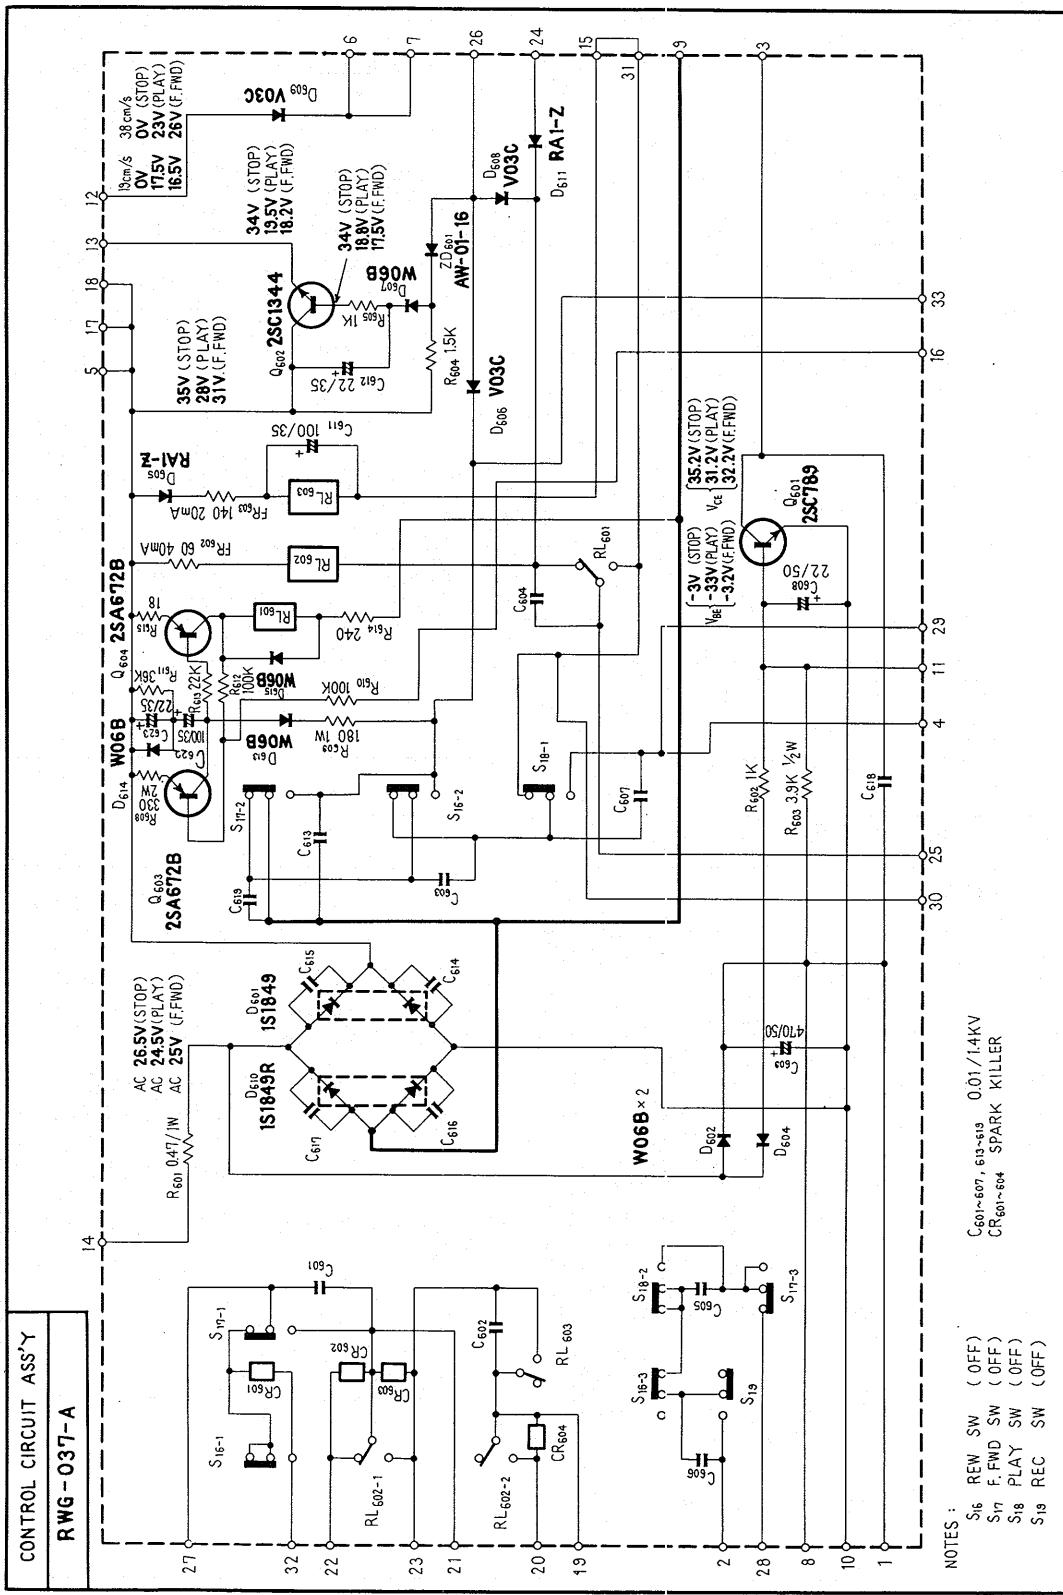 CONTROL CIRCUIT ASS'Y
RWG-037-A
14
5
17
18
13
12
6
7
26
24
15
31
9
3
33
16
29
11
4
25
30
27
32
22
23
21
20
19
2
28
8
10
1
19cm/s 38cm/s
0V 0V (STOP)
17.5V 23V (PLAY)
16.5V 26V (F.FWD)
D609
V03C
34V (STOP)
19.5V (PLAY)
18.2V (F.FWD)
34V (STOP)
18.8V (PLAY)
17.5V (F.FWD)
Q602
2SC1344
R605 1K
D607
W06B
ZD601
AW-01-16
D608
V03C
D611
RA1-Z
C612 22/35
+
R604 1.5K
D606
V03C
35V (STOP)
28V (PLAY)
31V (F.FWD)
C611
100/35
+
D605
RA1-Z
FR603 140 20mA
RL603
FR602 60 40mA
RL602
RL601
C604
R615
18
Q604
2SA672B
RL601
R614
240
D615
W06B
R612
100K
R613 22K
R611 36K
R610
100K
C623
22/35
+
C622
100/35
+
D614
W06B
D613
W06B
R609
180 1W
R608
330
2W
Q603
2SA672B
S17-2
S16-2
S18-1
C613
C619
C603
C607
35.2V (STOP)
VCE 31.2V (PLAY)
32.2V (F.FWD)
-3V (STOP)
VBE -33V (PLAY)
-3.2V (F.FWD)
Q601
2SC789
C608
22/50
R602 1K
R603 3.9K ½W
C618
AC 26.5V (STOP)
AC 24.5V (PLAY)
AC 25V (F.FWD)
R601 0.47/1W
D601
1S1849
D610
1S1849R
C615
C614
C617
C616
W06B×2
D602
D604
C609
470/50
+
S17-1
C601
CR601
CR602
CR603
S16-1
RL602-1
C602
RL603
CR604
RL602-2
S18-2
C605
S17-3
S16-3
S19
C606
NOTES :
S16 REW SW (OFF)
S17 F.FWD SW (OFF)
S18 PLAY SW (OFF)
S19 REC SW (OFF)
C601~607, 613~619 0.01/1.4KV
CR601~604 SPARK KILLER